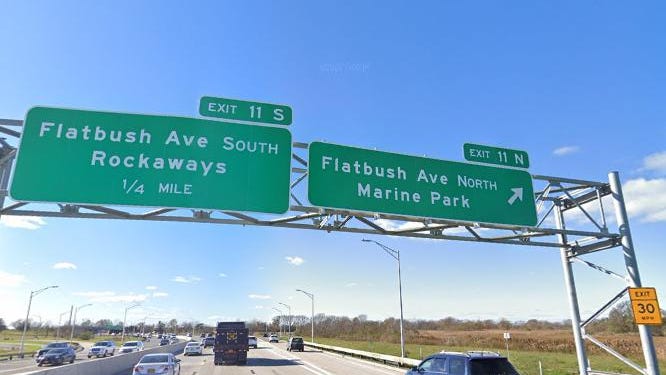 EXIT 11 S
Flatbush Ave SOUTH
Rockaways
1/4 MILE
EXIT 11 N
Flatbush Ave NORTH
Marine Park
EXIT
30
MPH